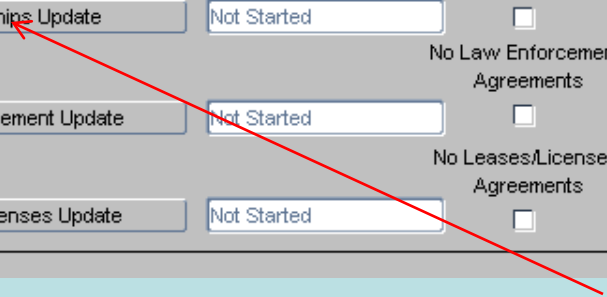 hips Update Not Started
No Law Enforcemen
Agreements
ement Update Not Started
No Leases/License
Agreements
enses Update Not Started